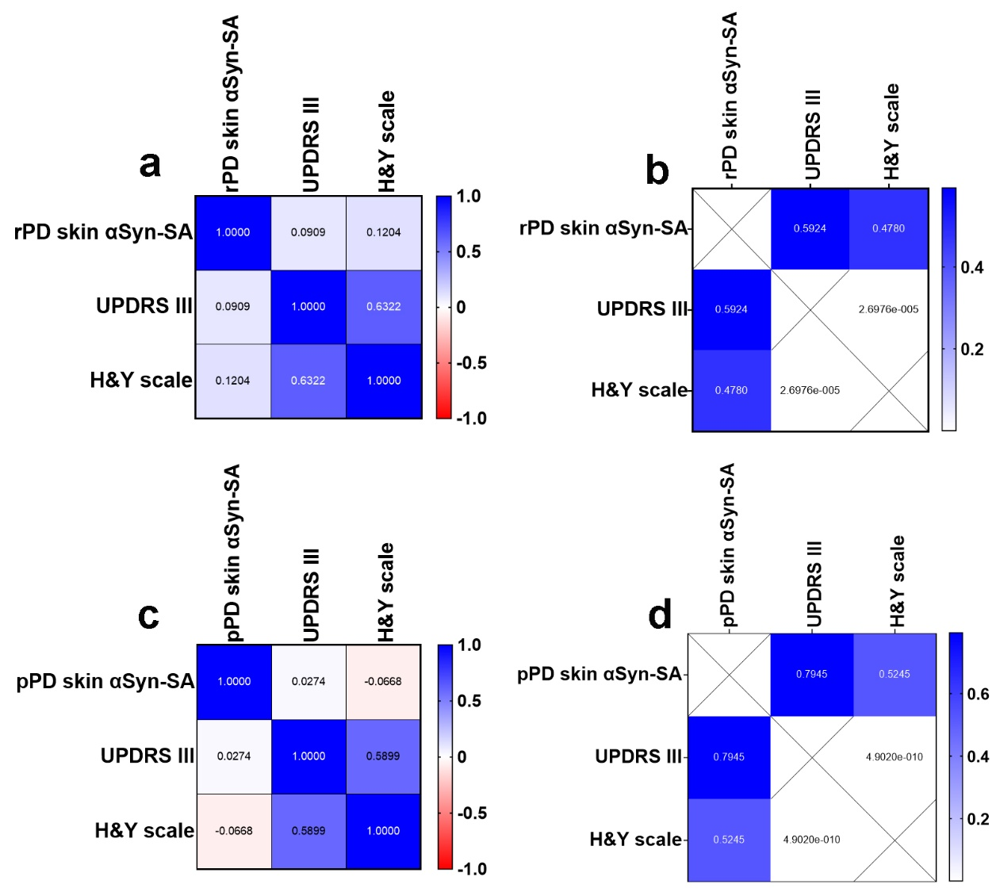 a
rPD skin αSyn-SA
UPDRS III
H&Y scale
rPD skin αSyn-SA 1.0000 0.0909 0.1204
UPDRS III 0.0909 1.0000 0.6322
H&Y scale 0.1204 0.6322 1.0000
1.0
0.5
0
-0.5
-1.0
b
rPD skin αSyn-SA
UPDRS III
H&Y scale
rPD skin αSyn-SA 0.5924 0.4780
UPDRS III 0.5924 2.6976e-005
H&Y scale 0.4780 2.6976e-005
0.4
0.2
c
pPD skin αSyn-SA
UPDRS III
H&Y scale
pPD skin αSyn-SA 1.0000 0.0274 -0.0668
UPDRS III 0.0274 1.0000 0.5899
H&Y scale -0.0668 0.5899 1.0000
1.0
0.5
0
-0.5
-1.0
d
pPD skin αSyn-SA
UPDRS III
H&Y scale
pPD skin αSyn-SA 0.7945 0.5245
UPDRS III 0.7945 4.9020e-010
H&Y scale 0.5245 4.9020e-010
0.6
0.4
0.2